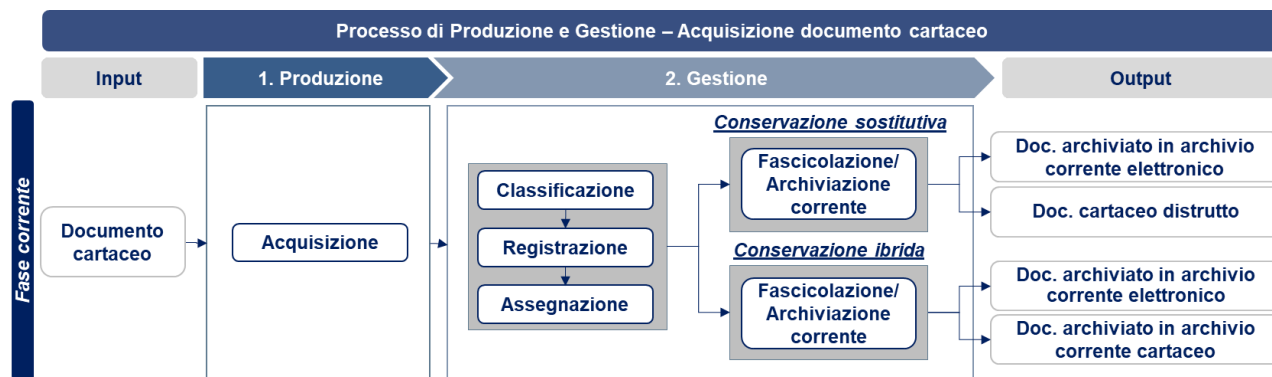 Processo di Produzione e Gestione – Acquisizione documento cartaceo
Input
1. Produzione
2. Gestione
Output
Fase corrente
Documento
cartaceo
Acquisizione
Classificazione
Registrazione
Assegnazione
Conservazione sostitutiva
Fascicolazione/
Archiviazione
corrente
Conservazione ibrida
Fascicolazione/
Archiviazione
corrente
Doc. archiviato in archivio
corrente elettronico
Doc. cartaceo distrutto
Doc. archiviato in archivio
corrente elettronico
Doc. archiviato in archivio
corrente cartaceo